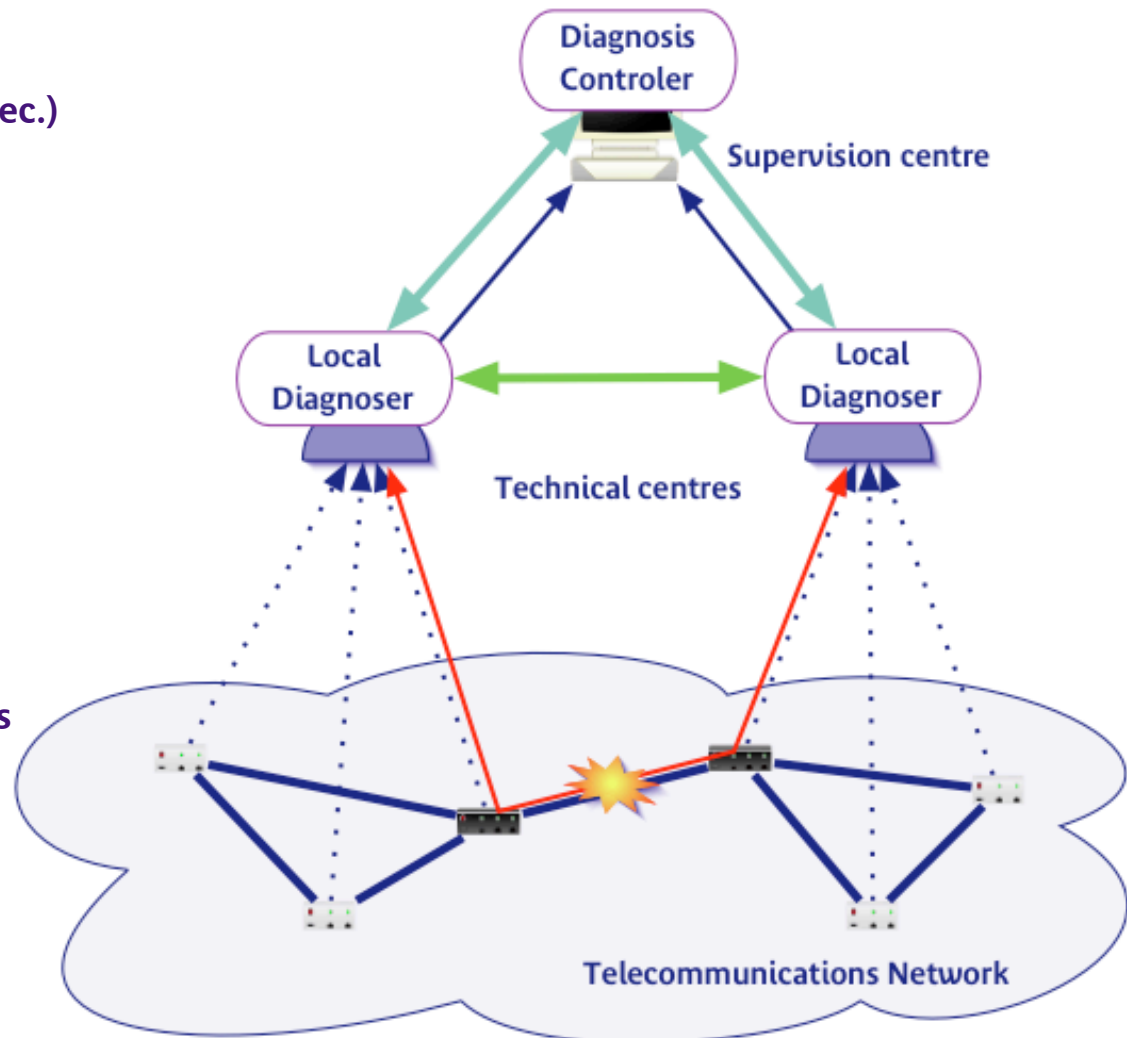 Diagnosis
Controler
ec.)
Supervision centre
Local
Diagnoser
Local
Diagnoser
Technical centres
s
Telecommunications Network